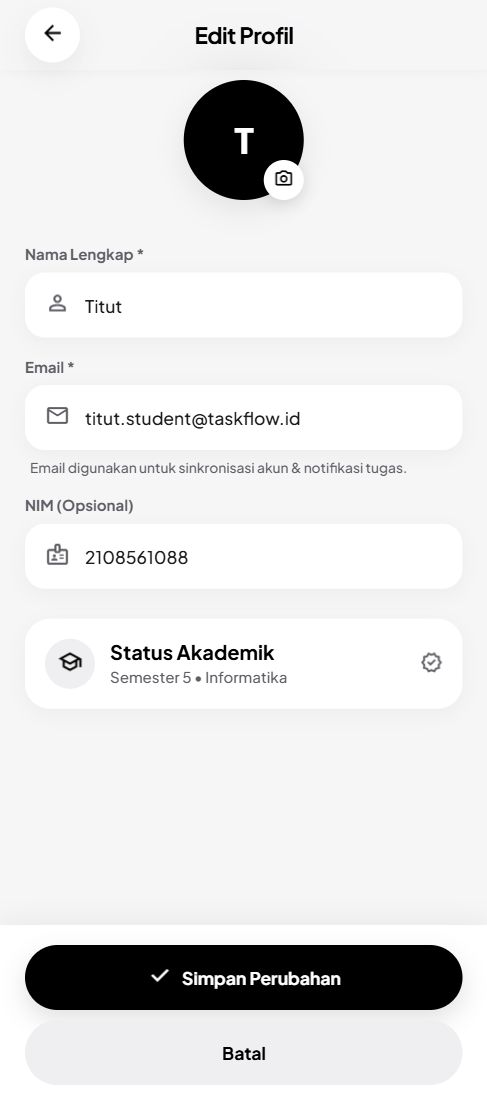 Edit Profil
T
Nama Lengkap *
Titut
Email *
titut.student@taskflow.id
Email digunakan untuk sinkronisasi akun & notifikasi tugas.
NIM (Opsional)
2108561088
Status Akademik
Semester 5 • Informatika
Simpan Perubahan
Batal